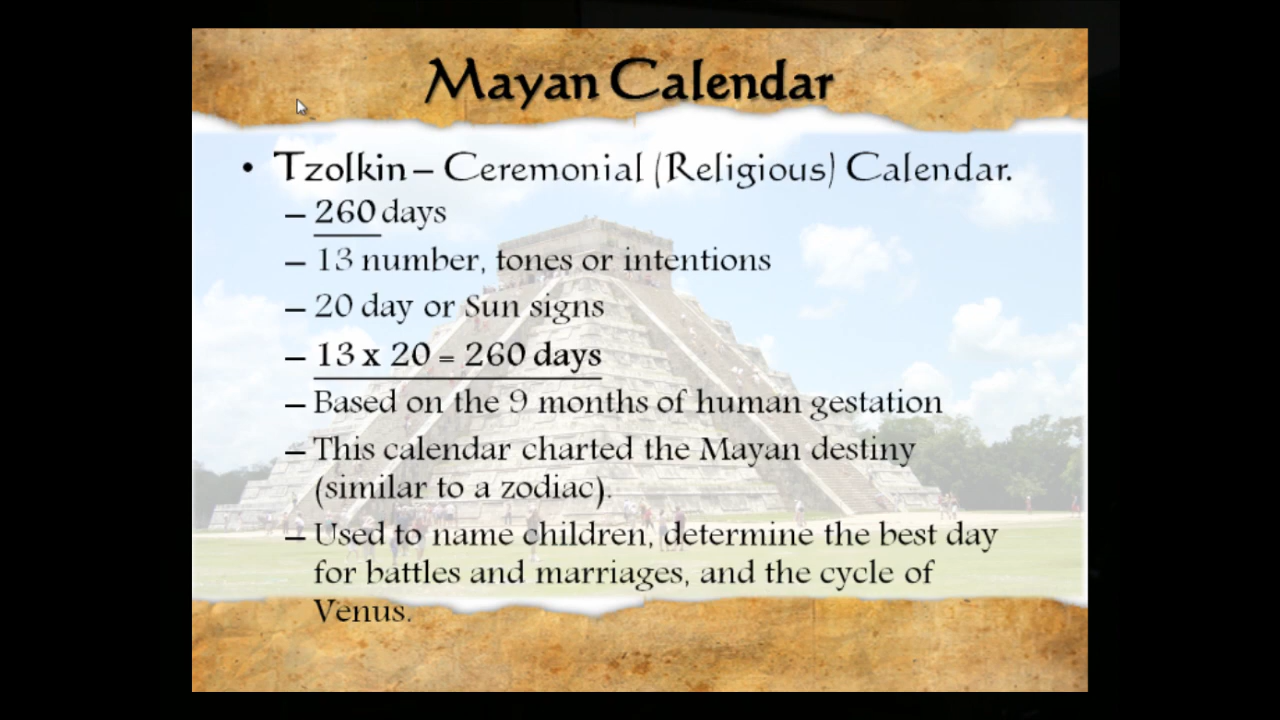 Mayan Calendar
• Tzolkin – Ceremonial (Religious) Calendar.
– 260 days
– 13 number, tones or intentions
– 20 day or Sun signs
– 13 x 20 = 260 days
– Based on the 9 months of human gestation
– This calendar charted the Mayan destiny
(similar to a zodiac).
– Used to name children, determine the best day
for battles and marriages, and the cycle of
Venus.